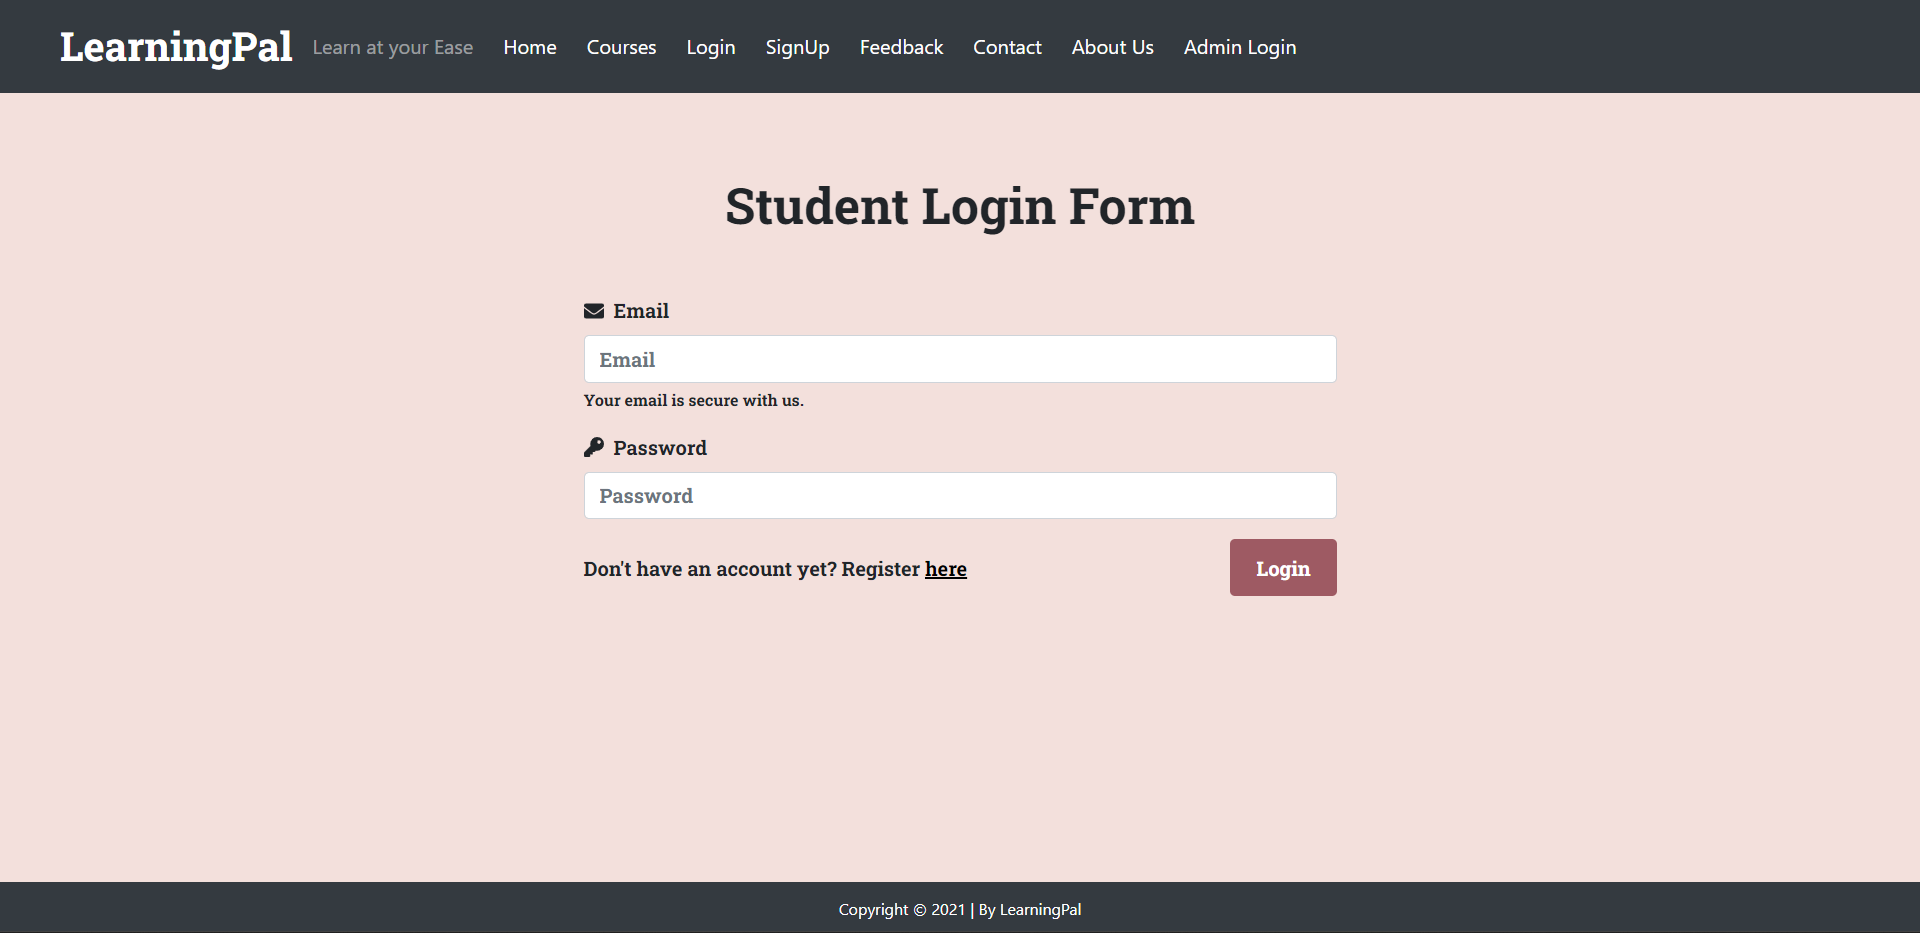 LearningPal Learn at your Ease Home Courses Login SignUp Feedback Contact About Us Admin Login
Student Login Form
Email
Email
Your email is secure with us.
Password
Password
Don't have an account yet? Register here Login
Copyright © 2021 | By LearningPal